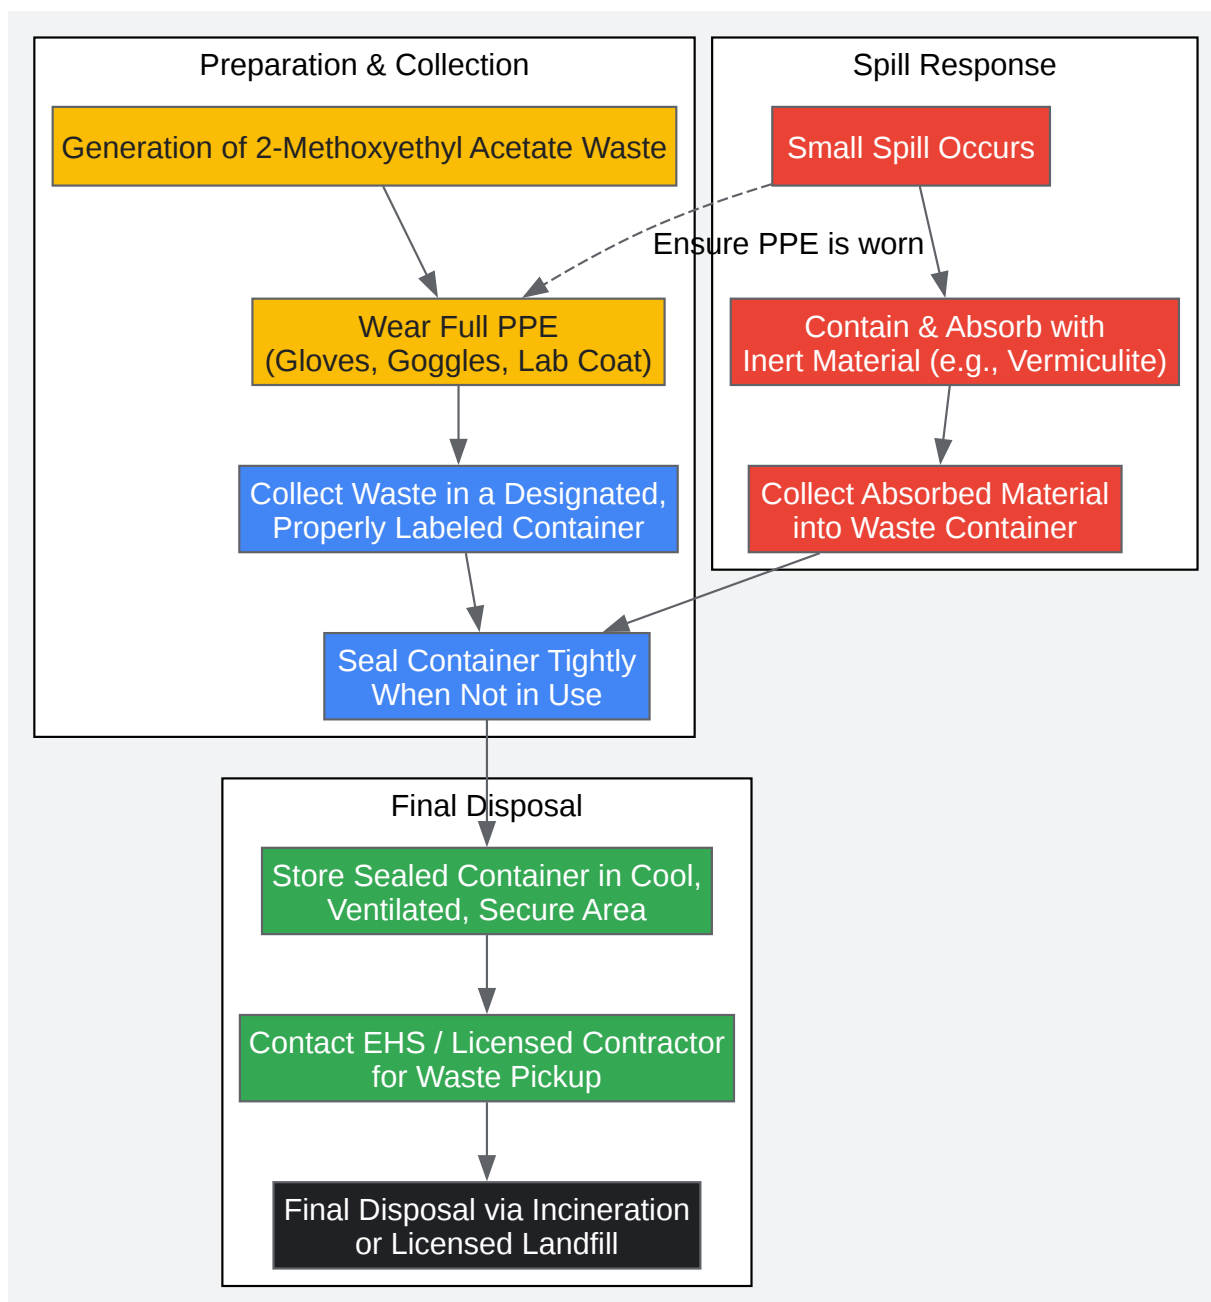 Preparation & Collection
Generation of 2-Methoxyethyl Acetate Waste
Wear Full PPE
(Gloves, Goggles, Lab Coat)
Collect Waste in a Designated,
Properly Labeled Container
Seal Container Tightly
When Not in Use
Spill Response
Small Spill Occurs
Ensure PPE is worn
Contain & Absorb with
Inert Material (e.g., Vermiculite)
Collect Absorbed Material
into Waste Container
Final Disposal
Store Sealed Container in Cool,
Ventilated, Secure Area
Contact EHS / Licensed Contractor
for Waste Pickup
Final Disposal via Incineration
or Licensed Landfill